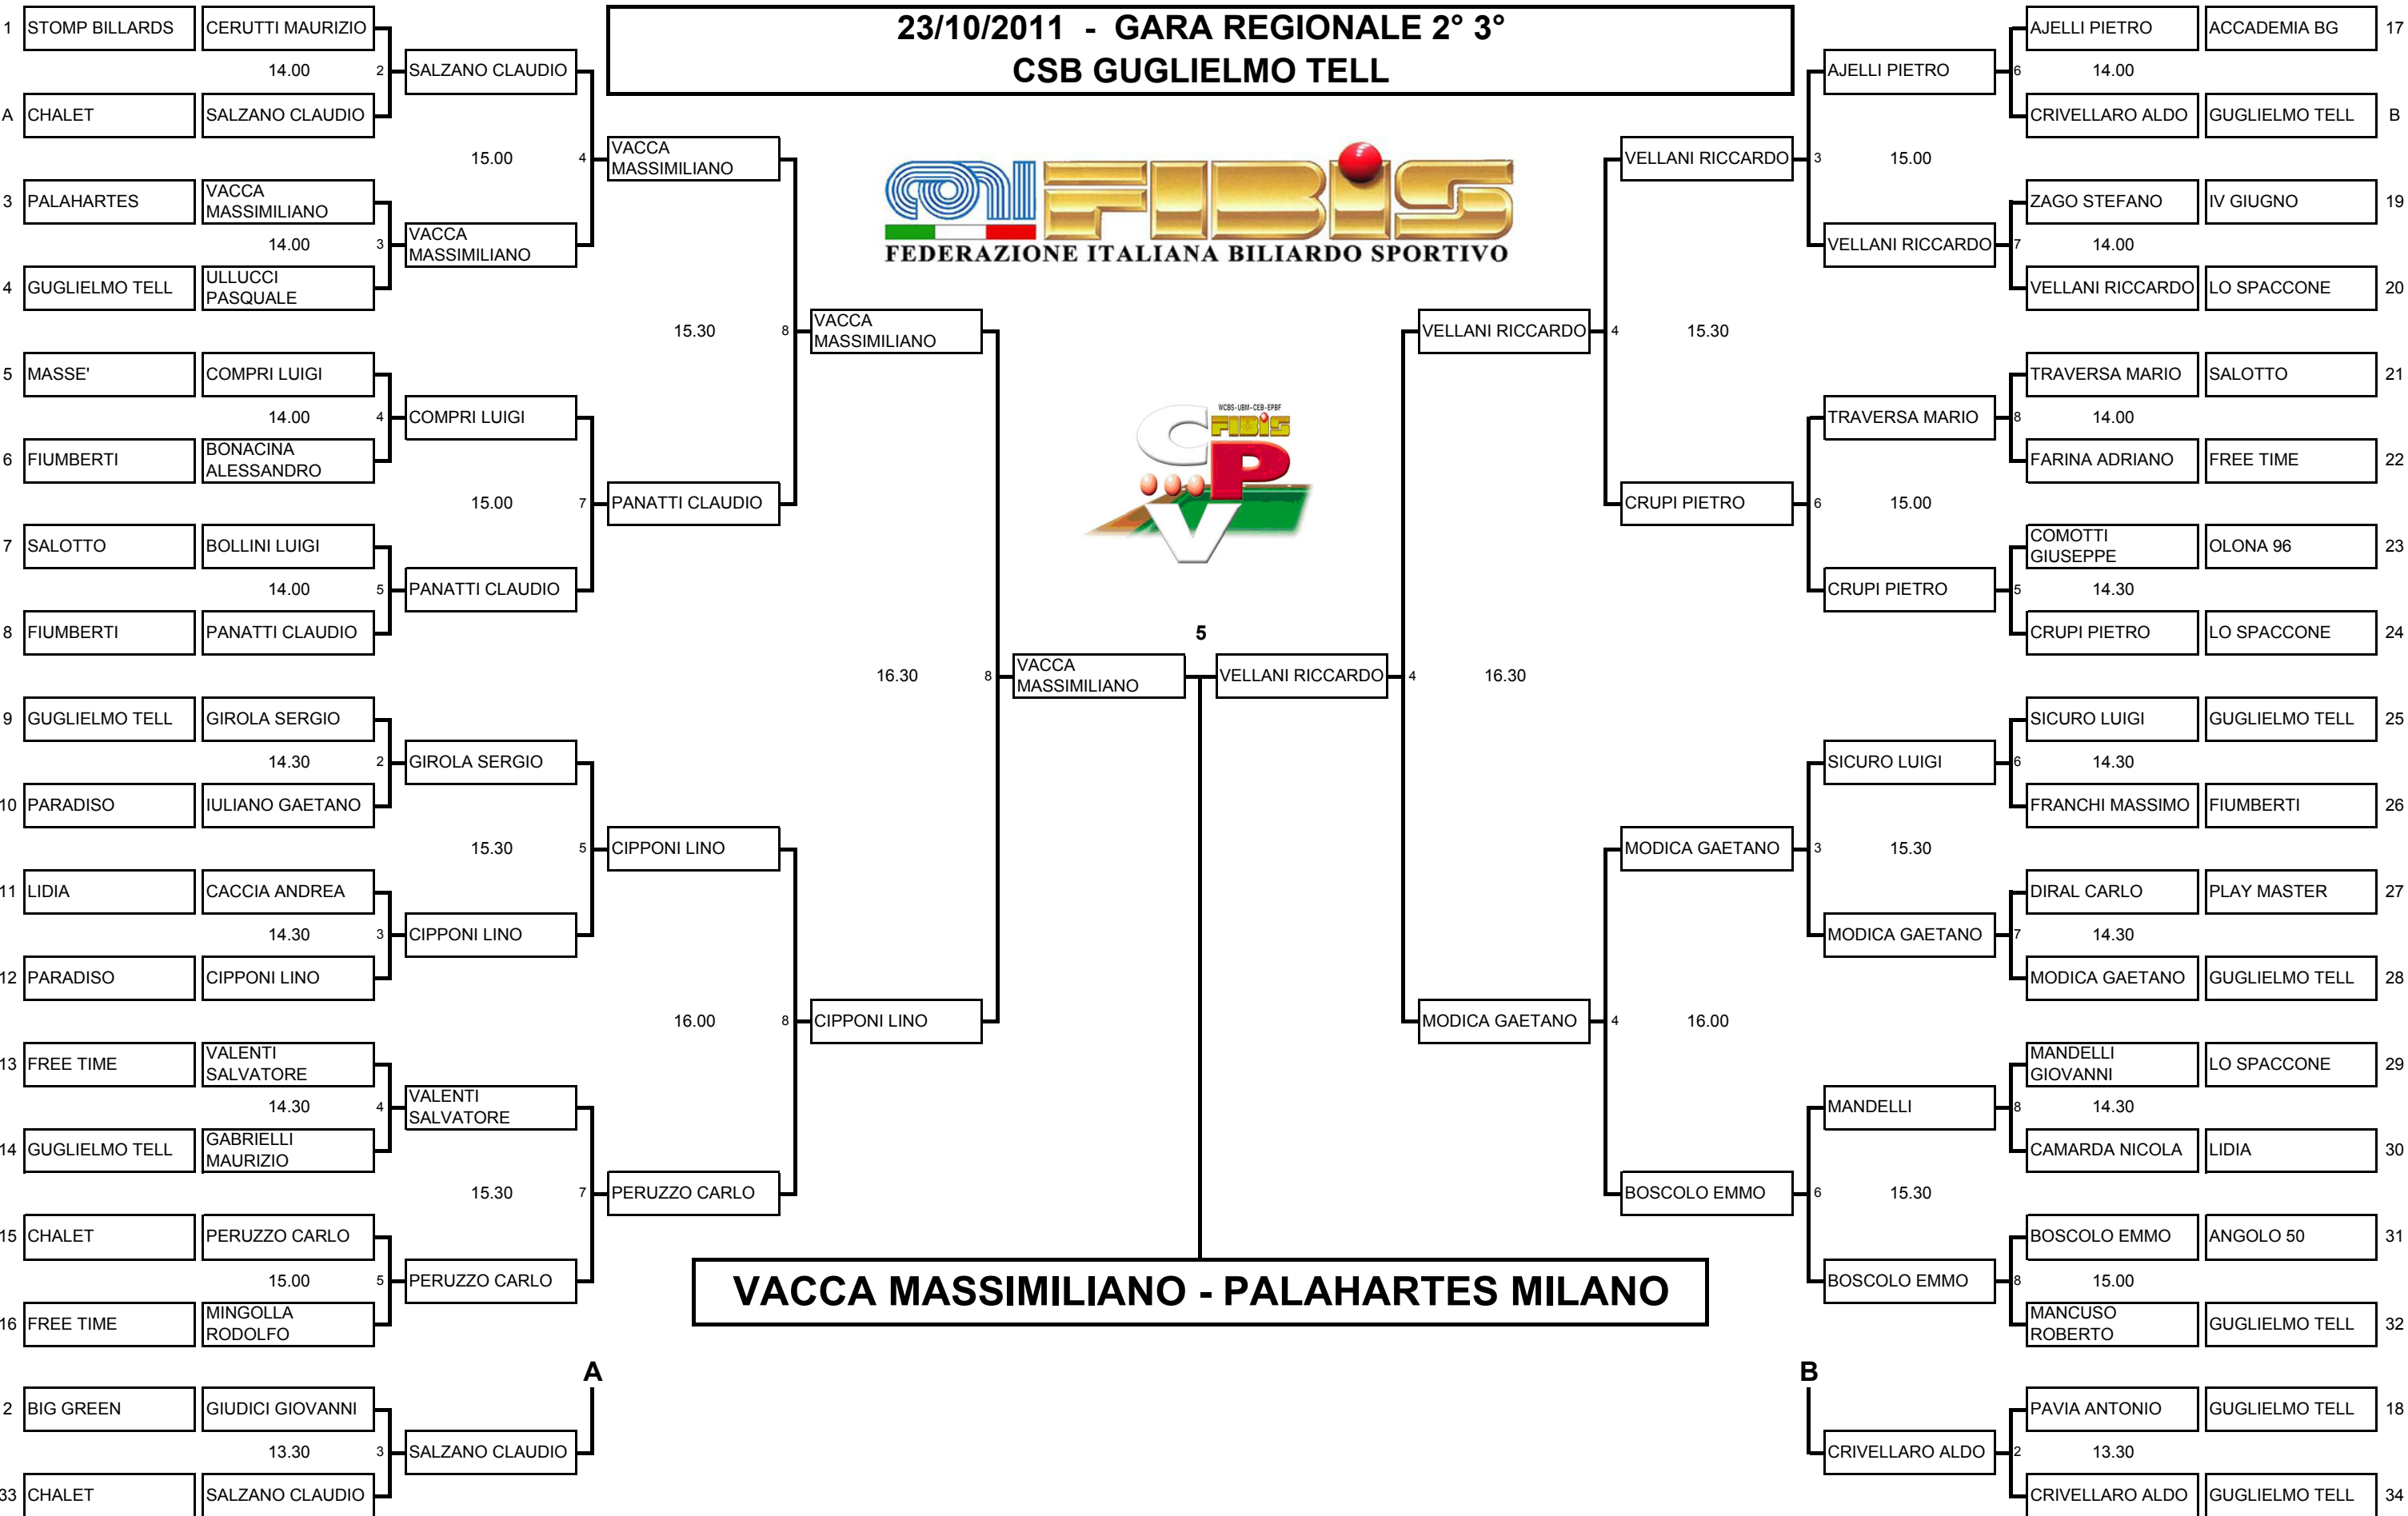 23/10/2011 - GARA REGIONALE 2° 3°
CSB GUGLIELMO TELL
CONI FIBIS
FEDERAZIONE ITALIANA BILIARDO SPORTIVO
WCBS-UBM-CEB-EPBF
FIBIS
C
P
V
1 STOMP BILLARDS CERUTTI MAURIZIO
14.00 2 SALZANO CLAUDIO
A CHALET SALZANO CLAUDIO
15.00 4 VACCA
MASSIMILIANO
3 PALAHARTES VACCA
MASSIMILIANO
14.00 3 VACCA
MASSIMILIANO
4 GUGLIELMO TELL ULLUCCI
PASQUALE
15.30 8 VACCA
MASSIMILIANO
5 MASSE' COMPRI LUIGI
14.00 4 COMPRI LUIGI
6 FIUMBERTI BONACINA
ALESSANDRO
15.00 7 PANATTI CLAUDIO
7 SALOTTO BOLLINI LUIGI
14.00 5 PANATTI CLAUDIO
8 FIUMBERTI PANATTI CLAUDIO
16.30 8 VACCA
MASSIMILIANO
9 GUGLIELMO TELL GIROLA SERGIO
14.30 2 GIROLA SERGIO
10 PARADISO IULIANO GAETANO
15.30 5 CIPPONI LINO
11 LIDIA CACCIA ANDREA
14.30 3 CIPPONI LINO
12 PARADISO CIPPONI LINO
16.00 8 CIPPONI LINO
13 FREE TIME VALENTI
SALVATORE
14.30 4 VALENTI
SALVATORE
14 GUGLIELMO TELL GABRIELLI
MAURIZIO
15.30 7 PERUZZO CARLO
15 CHALET PERUZZO CARLO
15.00 5 PERUZZO CARLO
16 FREE TIME MINGOLLA
RODOLFO
A
2 BIG GREEN GIUDICI GIOVANNI
13.30 3 SALZANO CLAUDIO
33 CHALET SALZANO CLAUDIO
5
VACCA MASSIMILIANO - PALAHARTES MILANO
AJELLI PIETRO ACCADEMIA BG 17
AJELLI PIETRO 6 14.00
CRIVELLARO ALDO GUGLIELMO TELL B
VELLANI RICCARDO 3 15.00
ZAGO STEFANO IV GIUGNO 19
VELLANI RICCARDO 7 14.00
VELLANI RICCARDO LO SPACCONE 20
VELLANI RICCARDO 4 15.30
TRAVERSA MARIO SALOTTO 21
TRAVERSA MARIO 8 14.00
FARINA ADRIANO FREE TIME 22
CRUPI PIETRO 6 15.00
COMOTTI
GIUSEPPE OLONA 96 23
CRUPI PIETRO 5 14.30
CRUPI PIETRO LO SPACCONE 24
VELLANI RICCARDO 4 16.30
SICURO LUIGI GUGLIELMO TELL 25
SICURO LUIGI 6 14.30
FRANCHI MASSIMO FIUMBERTI 26
MODICA GAETANO 3 15.30
DIRAL CARLO PLAY MASTER 27
MODICA GAETANO 7 14.30
MODICA GAETANO GUGLIELMO TELL 28
MODICA GAETANO 4 16.00
MANDELLI
GIOVANNI LO SPACCONE 29
MANDELLI 8 14.30
CAMARDA NICOLA LIDIA 30
BOSCOLO EMMO 6 15.30
BOSCOLO EMMO ANGOLO 50 31
BOSCOLO EMMO 8 15.00
MANCUSO
ROBERTO GUGLIELMO TELL 32
B
PAVIA ANTONIO GUGLIELMO TELL 18
CRIVELLARO ALDO 2 13.30
CRIVELLARO ALDO GUGLIELMO TELL 34